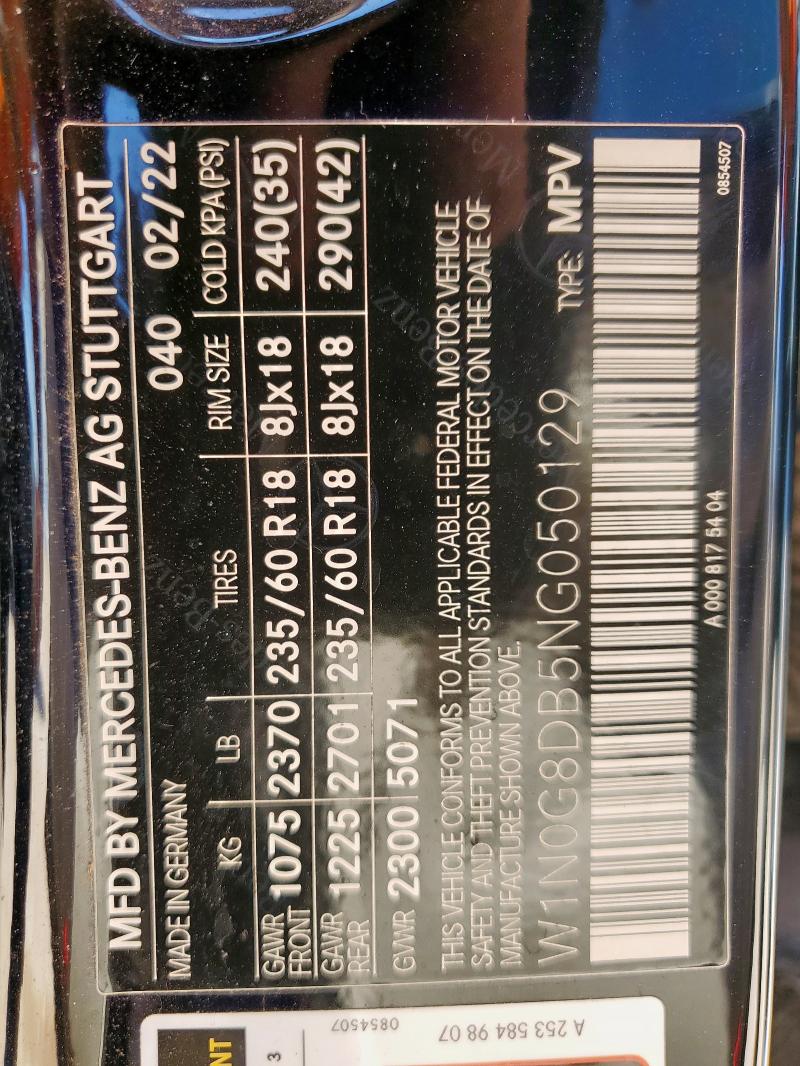 MFD BY MERCEDES-BENZ AG STUTTGART
MADE IN GERMANY 040 02/22
KG LB TIRES RIM SIZE COLD KPA(PSI)
GAWR FRONT 1075 2370 235/60 R18 8Jx18 240(35)
GAWR REAR 1225 2701 235/60 R18 8Jx18 290(42)
GVWR 2300 5071
THIS VEHICLE CONFORMS TO ALL APPLICABLE FEDERAL MOTOR VEHICLE
SAFETY AND THEFT PREVENTION STANDARDS IN EFFECT ON THE DATE OF
MANUFACTURE SHOWN ABOVE.
W1N0G8DB5NG050129 TYPE: MPV
A 000 817 54 04 0854507
A 253 584 98 07
0854507
NT
3